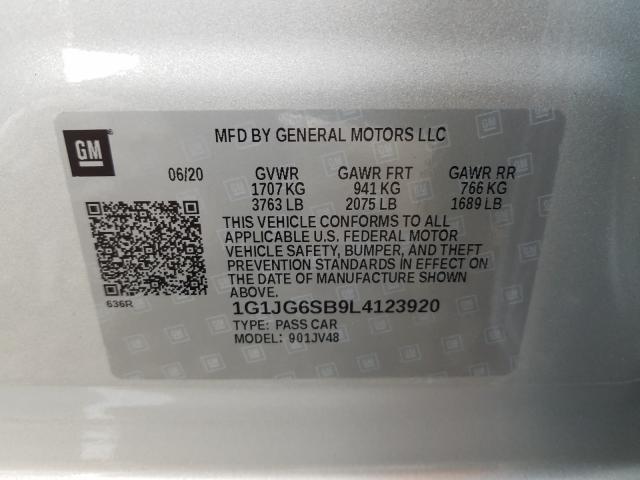 MFD BY GENERAL MOTORS LLC
GM
06/20 GVWR GAWR FRT GAWR RR
1707 KG 941 KG 766 KG
3763 LB 2075 LB 1689 LB
THIS VEHICLE CONFORMS TO ALL
APPLICABLE U.S. FEDERAL MOTOR
VEHICLE SAFETY, BUMPER, AND THEFT
PREVENTION STANDARDS IN EFFECT ON
THE DATE OF MANUFACTURE SHOWN
ABOVE.
636R
1G1JG6SB9L4123920
TYPE: PASS CAR
MODEL: 901JV48